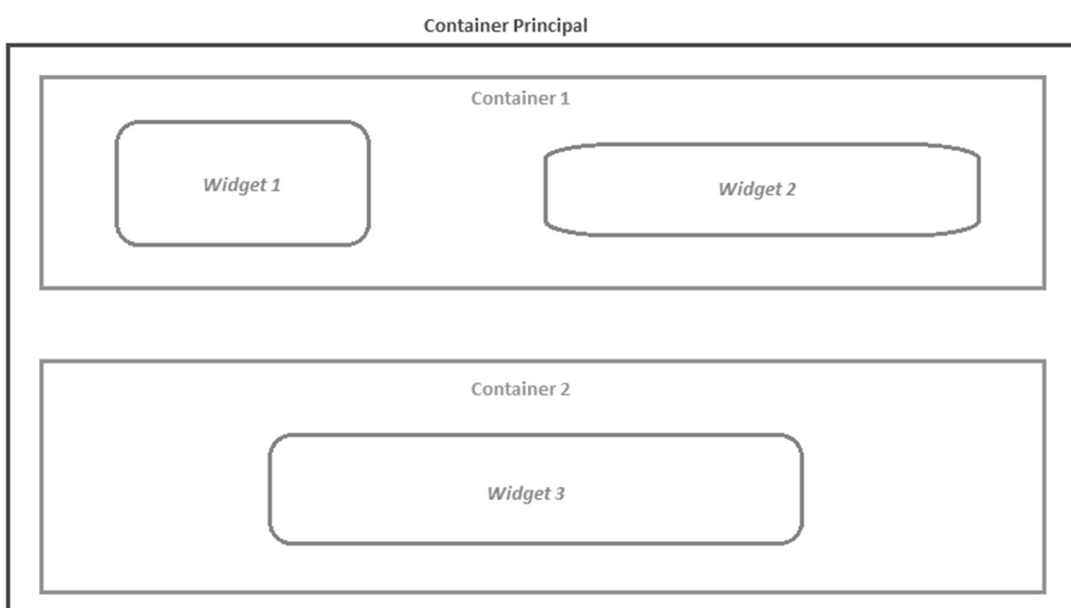 Container Principal
Container 1
Widget 1
Widget 2
Container 2
Widget 3